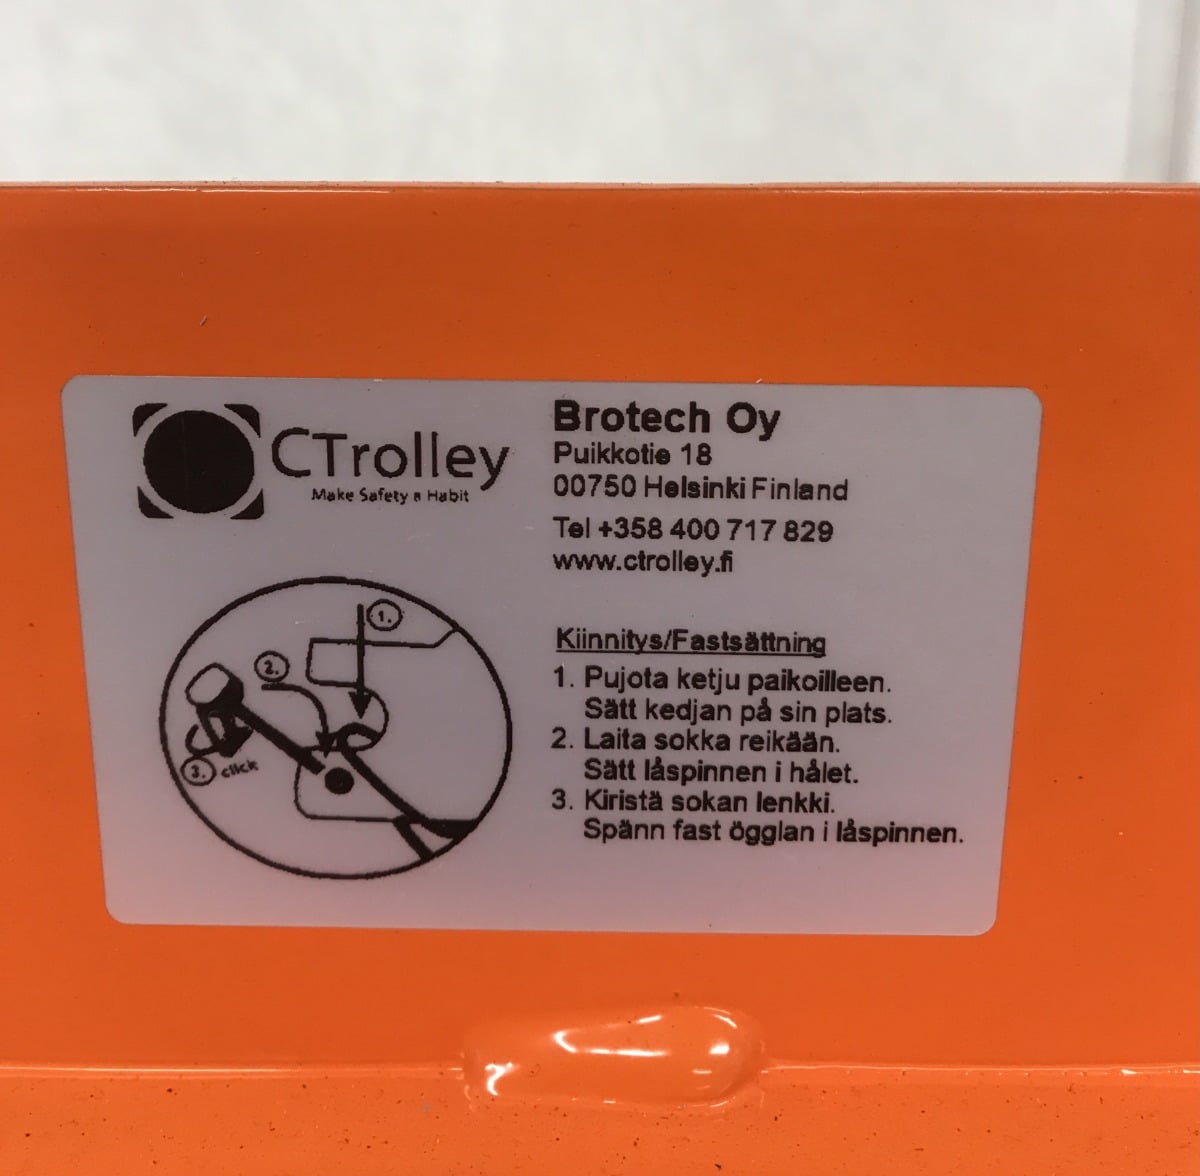 CTrolley
Make Safety a Habit
Brotech Oy
Puikkotie 18
00750 Helsinki Finland
Tel +358 400 717 829
www.ctrolley.fi
1.
2.
3. click
Kiinnitys/Fastsättning
1. Pujota ketju paikoilleen.
Sätt kedjan på sin plats.
2. Laita sokka reikään.
Sätt låspinnen i hålet.
3. Kiristä sokan lenkki.
Spänn fast ögglan i låspinnen.